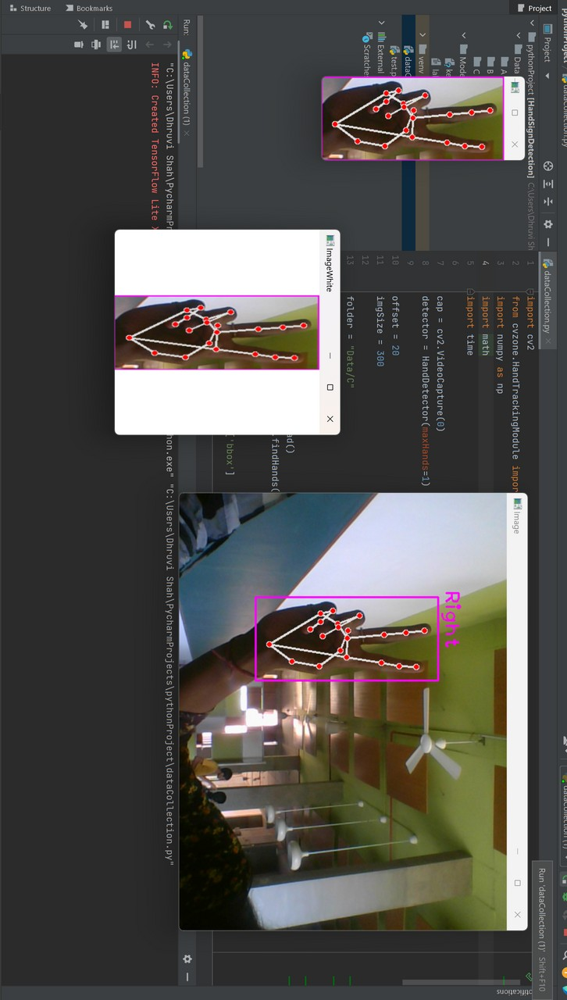 Project
pythonProject
dataCollection.py
Project
pythonProject [HandSignDetection] C:\Users\Dhruvi Sh
Data
A
B
C
Mode
ke
la
venv
dataC
test.p
External
Scratche
dataCollection.py
1 import cv2
2 from cvzone.HandTrackingModule impor
3 import numpy as np
4 import math
5 import time
6
7 cap = cv2.VideoCapture(0)
8 detector = HandDetector(maxHands=1)
9
10 offset = 20
11 imgSize = 300
12
13 folder = "Data/C"
ad()
.findHands(
['bbox']
ImageWhite
Image
Right
Run: dataCollection (1)
"C:\Users\Dhruvi Shah\PycharmPr
hon.exe" "C:\Users\Dhruvi Shah\PycharmProjects\pythonProject\dataCollection.py"
INFO: Created TensorFlow Lite X
dataCollection (1)
Run 'dataCollection (1)' Shift+F10
otifications
Structure
Bookmarks